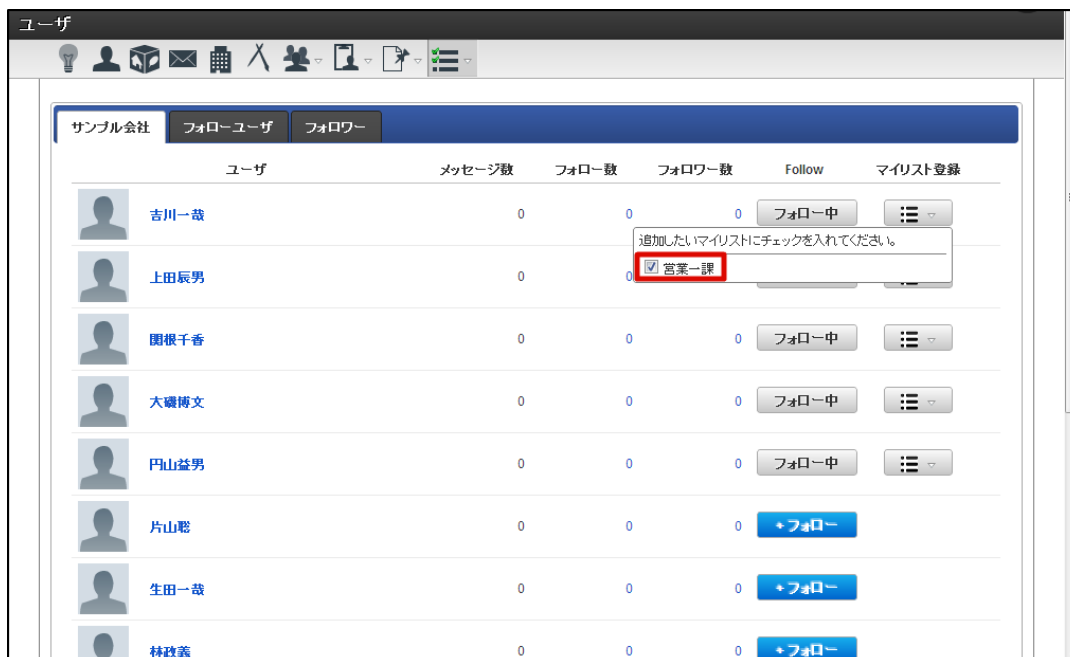 ユーザ
サンプル会社 フォローユーザ フォロワー
ユーザ メッセージ数 フォロー数 フォロワー数 Follow マイリスト登録
吉川一哉 0 0 0 フォロー中
追加したいマイリストにチェックを入れてください。
営業一課
上田辰男 0 0
関根千香 0 0 0 フォロー中
大磯博文 0 0 0 フォロー中
円山益男 0 0 0 フォロー中
片山聡 0 0 0 +フォロー
生田一哉 0 0 0 +フォロー
林政義 0 0 0 +フォロー